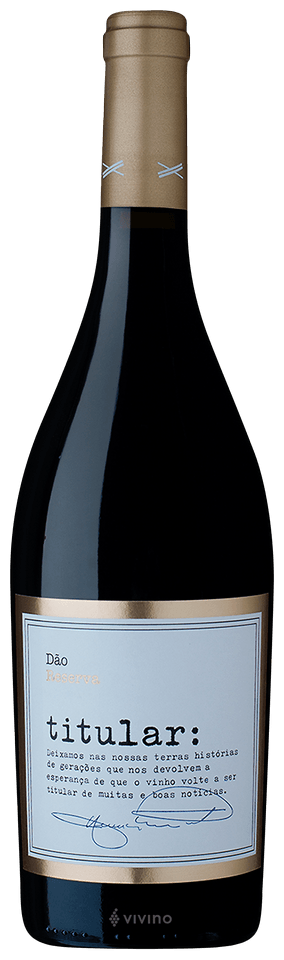 Dão
Reserva
titular:
Deixamos nas nossas terras histórias
de gerações que nos devolvem a
esperança de que o vinho volte a ser
titular de muitas e boas notícias.
VIVINO